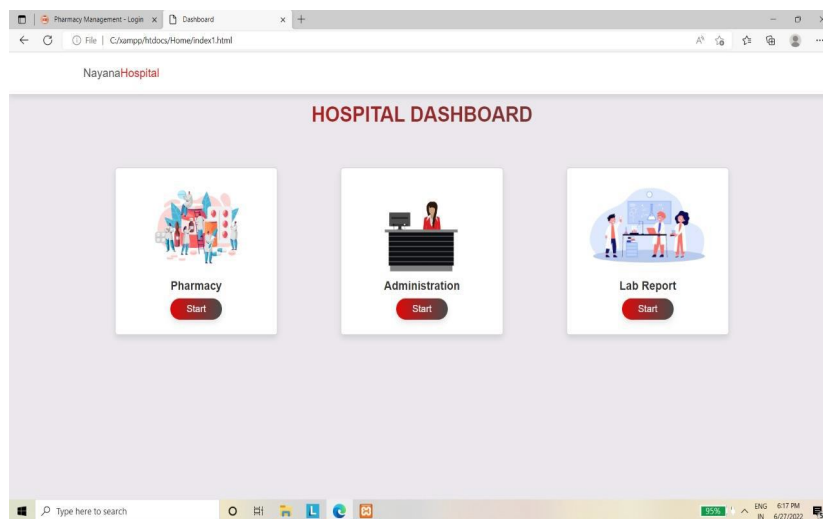 Pharmacy Management - Login
Dashboard
File | C:/xampp/htdocs/Home/index1.html
NayanaHospital
HOSPITAL DASHBOARD
Pharmacy
Administration
Lab Report
Start
Start
Start
Type here to search
95%
ENG
IN
6:17 PM
6/27/2022